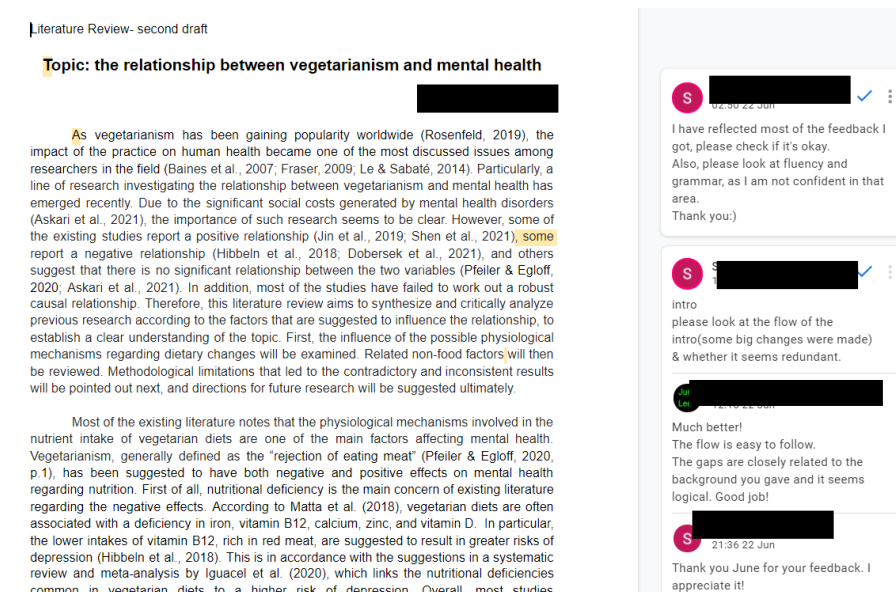 Literature Review- second draft
Topic: the relationship between vegetarianism and mental health
As vegetarianism has been gaining popularity worldwide (Rosenfeld, 2019), the
impact of the practice on human health became one of the most discussed issues among
researchers in the field (Baines et al., 2007; Fraser, 2009; Le & Sabaté, 2014). Particularly, a
line of research investigating the relationship between vegetarianism and mental health has
emerged recently. Due to the significant social costs generated by mental health disorders
(Askari et al., 2021), the importance of such research seems to be clear. However, some of
the existing studies report a positive relationship (Jin et al., 2019; Shen et al., 2021), some
report a negative relationship (Hibbeln et al., 2018; Dobersek et al., 2021), and others
suggest that there is no significant relationship between the two variables (Pfeiler & Egloff,
2020; Askari et al., 2021). In addition, most of the studies have failed to work out a robust
causal relationship. Therefore, this literature review aims to synthesize and critically analyze
previous research according to the factors that are suggested to influence the relationship, to
establish a clear understanding of the topic. First, the influence of the possible physiological
mechanisms regarding dietary changes will be examined. Related non-food factors will then
be reviewed. Methodological limitations that led to the contradictory and inconsistent results
will be pointed out next, and directions for future research will be suggested ultimately.
Most of the existing literature notes that the physiological mechanisms involved in the
nutrient intake of vegetarian diets are one of the main factors affecting mental health.
Vegetarianism, generally defined as the “rejection of eating meat” (Pfeiler & Egloff, 2020,
p.1), has been suggested to have both negative and positive effects on mental health
regarding nutrition. First of all, nutritional deficiency is the main concern of existing literature
regarding the negative effects. According to Matta et al. (2018), vegetarian diets are often
associated with a deficiency in iron, vitamin B12, calcium, zinc, and vitamin D. In particular,
the lower intakes of vitamin B12, rich in red meat, are suggested to result in greater risks of
depression (Hibbeln et al., 2018). This is in accordance with the suggestions in a systematic
review and meta-analysis by Iguacel et al. (2020), which links the nutritional deficiencies
common in vegetarian diets to a higher risk of depression. Overall, most studies
S
02:50 22 Jun
I have reflected most of the feedback I
got, please check if it's okay.
Also, please look at fluency and
grammar, as I am not confident in that
area.
Thank you:)
S
intro
please look at the flow of the
intro(some big changes were made)
& whether it seems redundant.
22 Jun
Much better!
The flow is easy to follow.
The gaps are closely related to the
background you gave and it seems
logical. Good job!
S
21:36 22 Jun
Thank you June for your feedback. I
appreciate it!